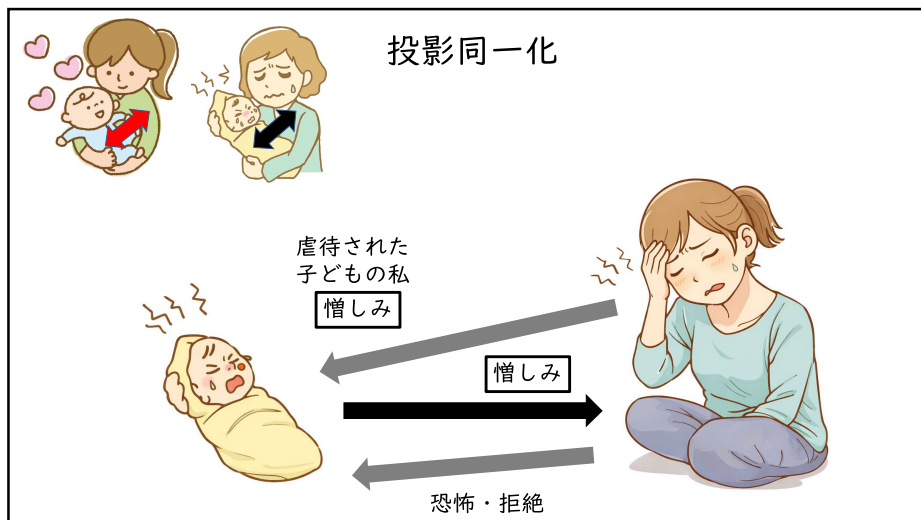 投影同一化
虐待された
子どもの私
憎しみ
憎しみ
恐怖・拒絶